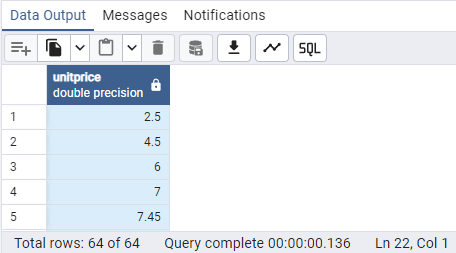 Data Output Messages Notifications
SQL
unitprice
double precision
1 2.5
2 4.5
3 6
4 7
5 7.45
Total rows: 64 of 64 Query complete 00:00:00.136 Ln 22, Col 1